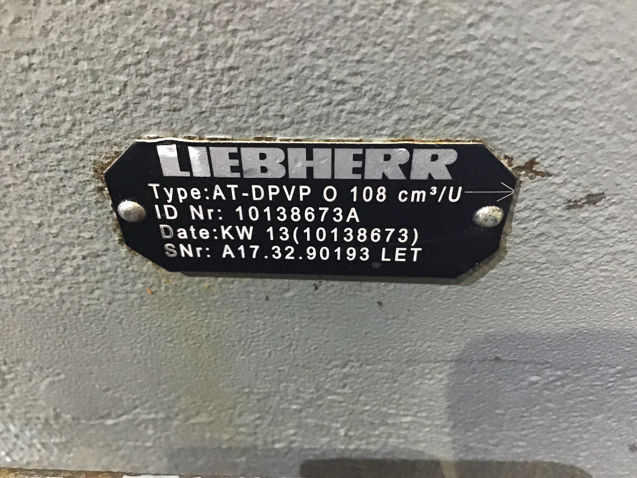 LIEBHERR
Type:AT-DPVP O 108 cm³/U
ID Nr: 10138673A
Date:KW 13(10138673)
SNr: A17.32.90193 LET